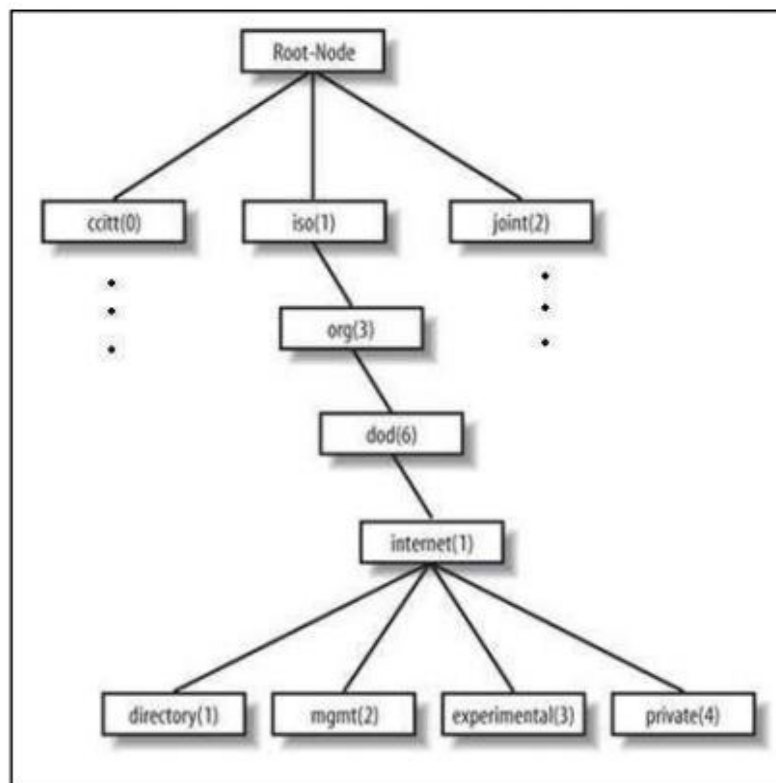 Root-Node
ccitt(0) iso(1) joint(2)
org(3)
dod(6)
internet(1)
directory(1) mgmt(2) experimental(3) private(4)